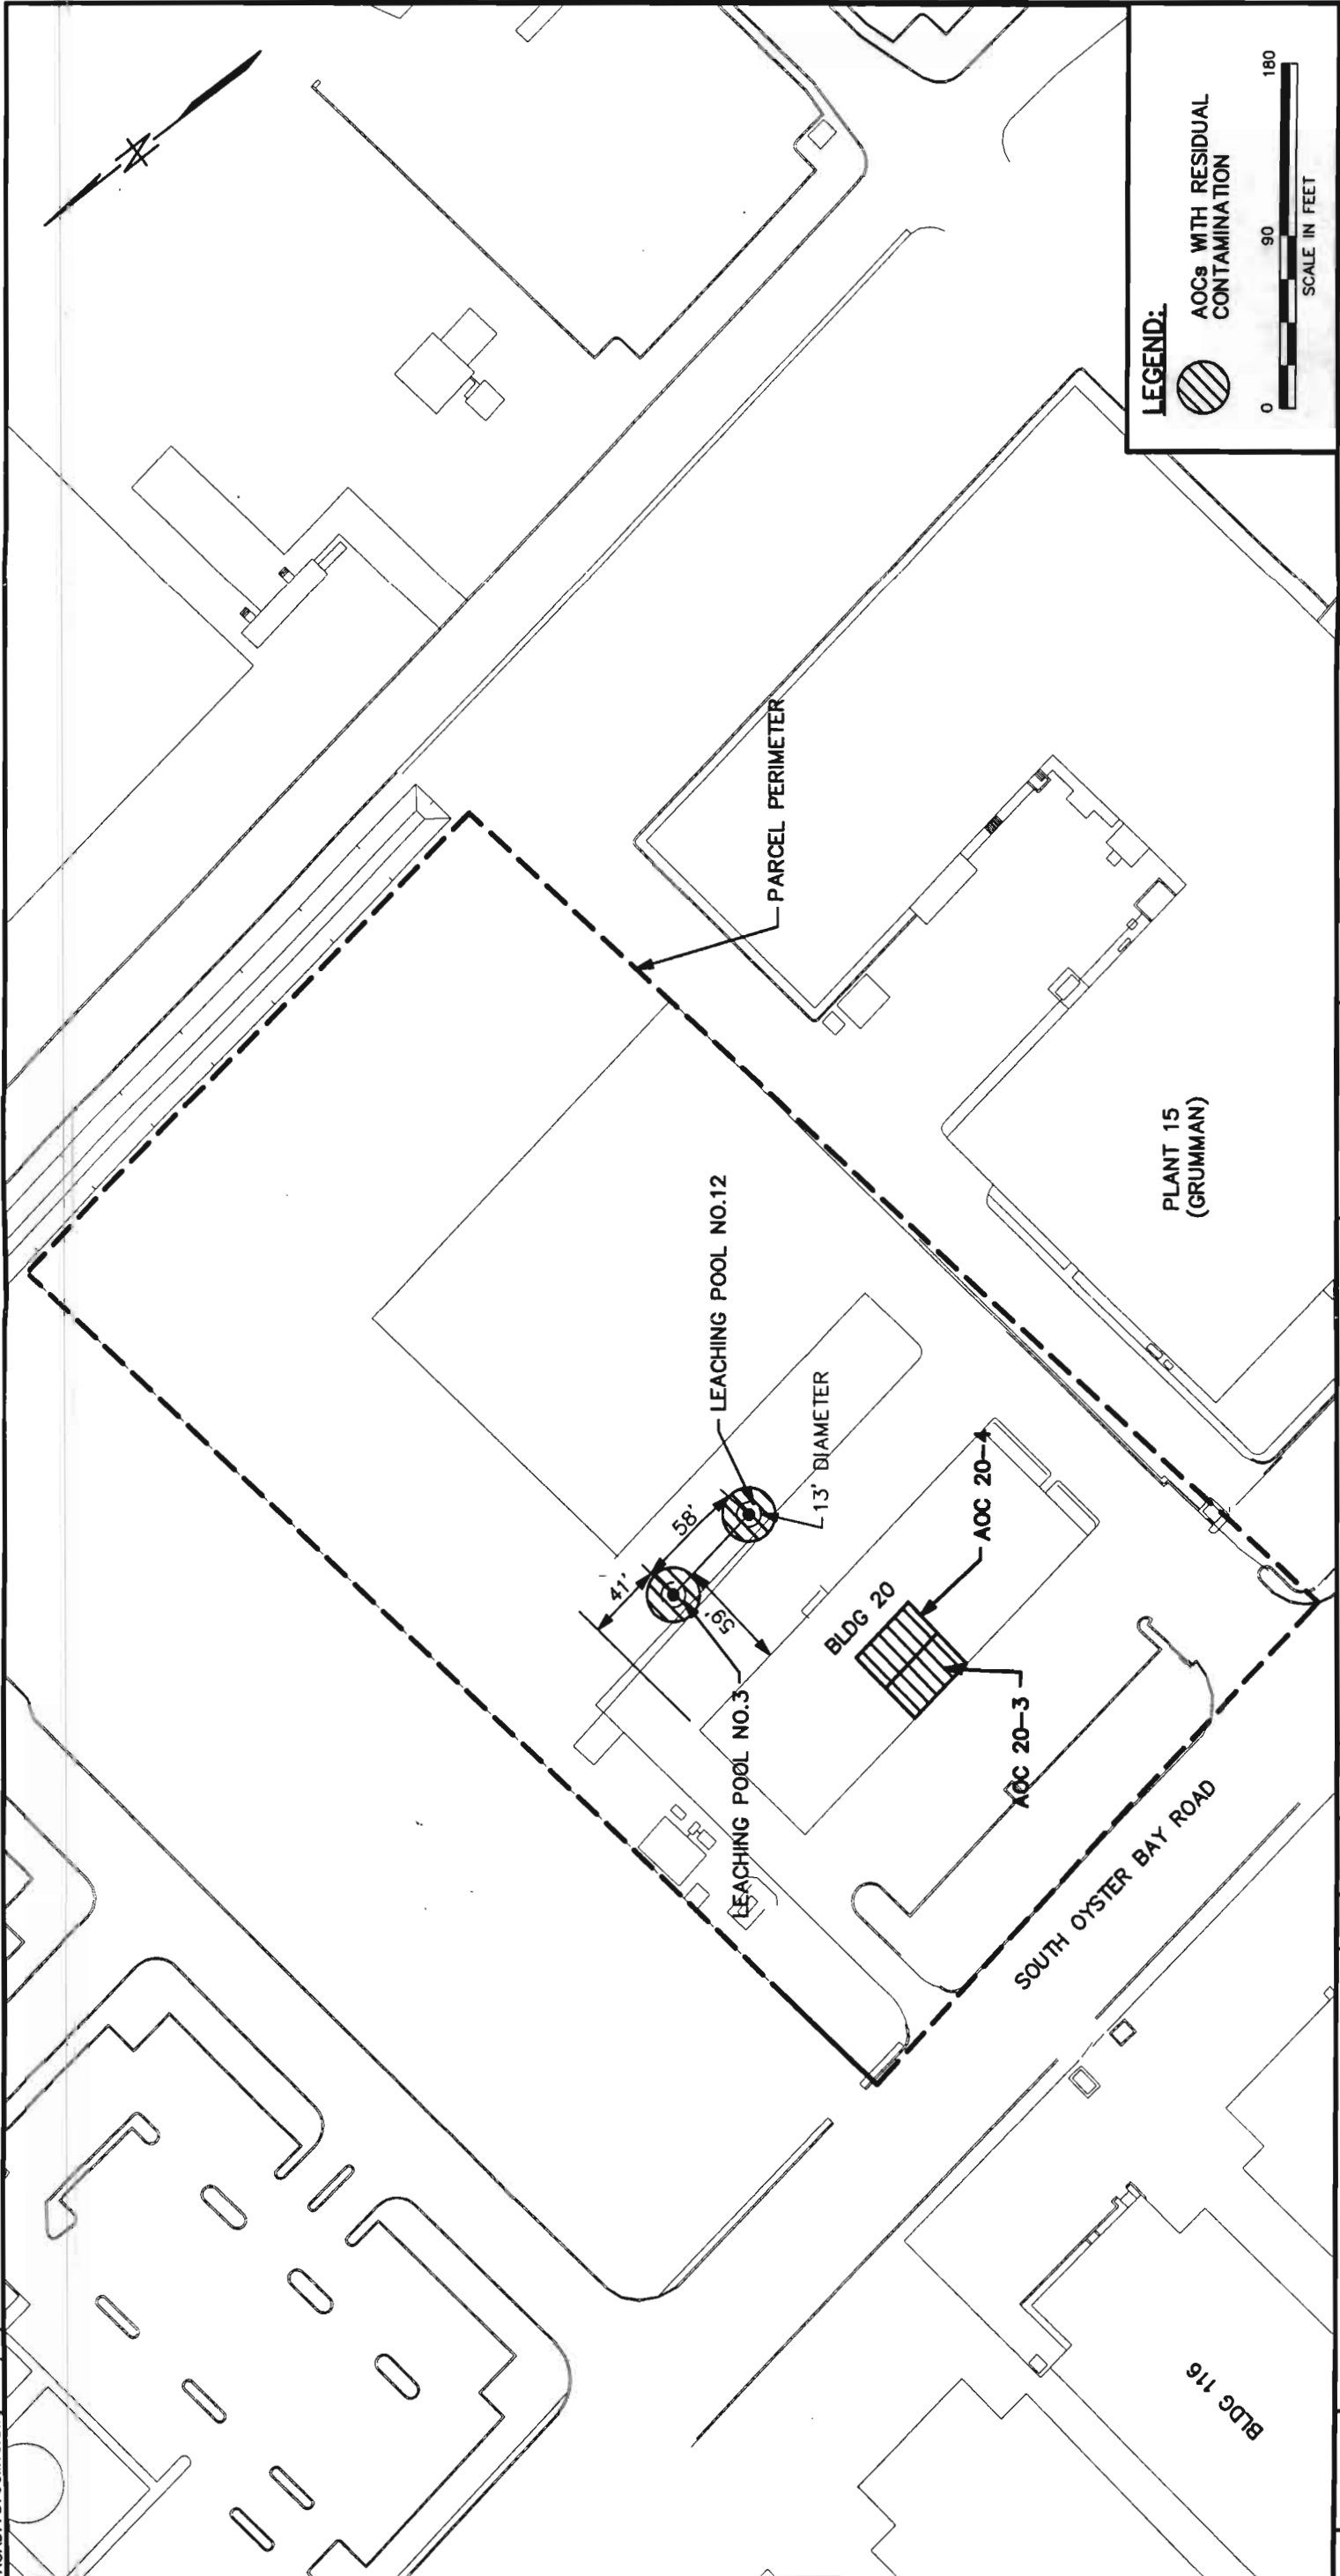 PARCEL PERIMETER
LEACHING POOL NO.12
13' DIAMETER
58'
41'
59'
LEACHING POOL NO.3
BLDG 20
AOC 20-4
AOC 20-3
PLANT 15
(GRUMMAN)
SOUTH OYSTER BAY ROAD
BLDG 116
N
LEGEND:
AOCs WITH RESIDUAL
CONTAMINATION
0 90 180
SCALE IN FEET